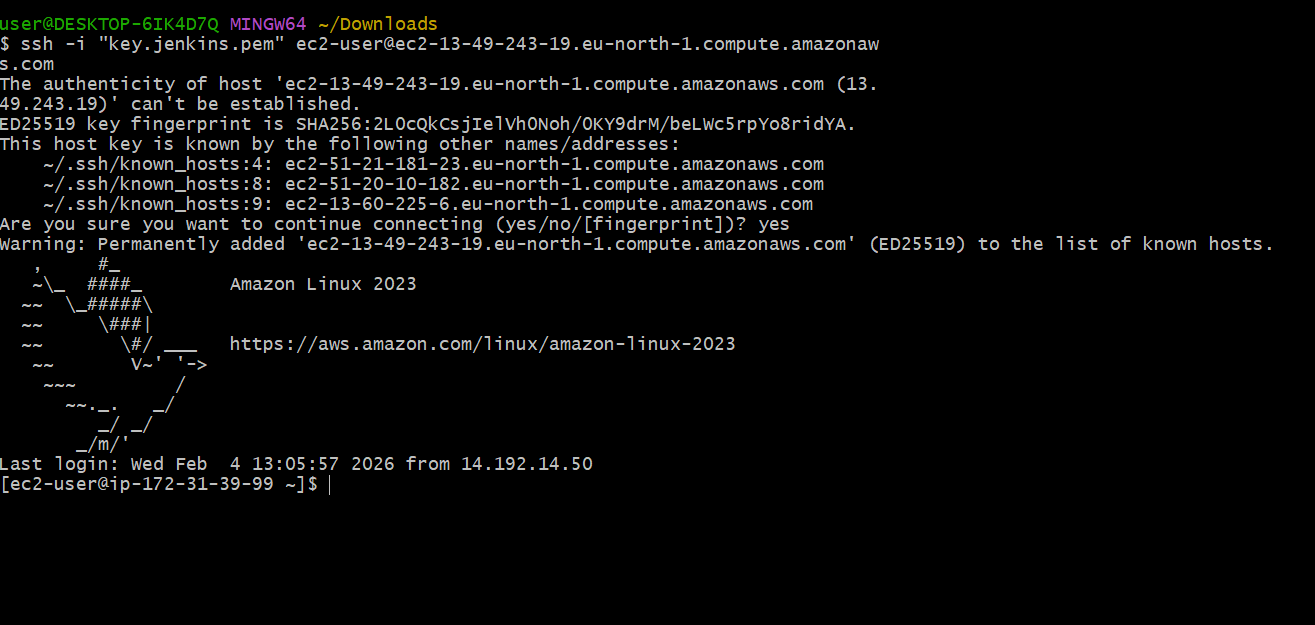 user@DESKTOP-6IK4D7Q MINGW64 ~/Downloads
$ ssh -i "key.jenkins.pem" ec2-user@ec2-13-49-243-19.eu-north-1.compute.amazonaw
s.com
The authenticity of host 'ec2-13-49-243-19.eu-north-1.compute.amazonaws.com (13.
49.243.19)' can't be established.
ED25519 key fingerprint is SHA256:2LOcQkCsjIelVhONoh/OKY9drM/beLWc5rpYo8ridYA.
This host key is known by the following other names/addresses:
    ~/.ssh/known_hosts:4: ec2-51-21-181-23.eu-north-1.compute.amazonaws.com
    ~/.ssh/known_hosts:8: ec2-51-20-10-182.eu-north-1.compute.amazonaws.com
    ~/.ssh/known_hosts:9: ec2-13-60-225-6.eu-north-1.compute.amazonaws.com
Are you sure you want to continue connecting (yes/no/[fingerprint])? yes
Warning: Permanently added 'ec2-13-49-243-19.eu-north-1.compute.amazonaws.com' (ED25519) to the list of known hosts.
   ,     #_
   ~\_  ####_        Amazon Linux 2023
  ~~  \_#####\
  ~~     \###|
  ~~       \#/ ___   https://aws.amazon.com/linux/amazon-linux-2023
   ~~       V~' '->
    ~~~         /
      ~~._.   _/
         _/ _/
       _/m/'
Last login: Wed Feb  4 13:05:57 2026 from 14.192.14.50
[ec2-user@ip-172-31-39-99 ~]$